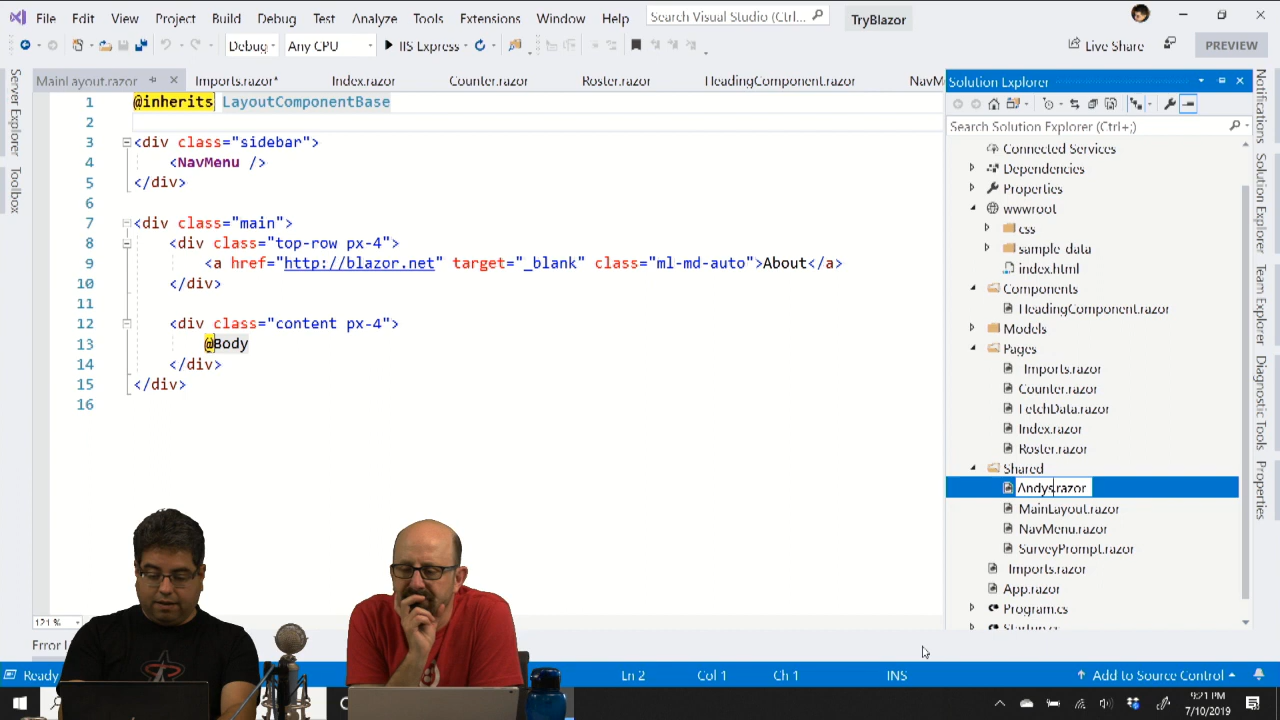 File Edit View Project Build Debug Test Analyze Tools Extensions Window Help Search Visual Studio (Ctrl+... TryBlazor
Debug Any CPU IIS Express Live Share PREVIEW
Server Explorer
Toolbox
MainLayout.razor Imports.razor* Index.razor Counter.razor Roster.razor HeadingComponent.razor NavM
1 @inherits LayoutComponentBase
2
3 <div class="sidebar">
4 <NavMenu />
5 </div>
6
7 <div class="main">
8 <div class="top-row px-4">
9 <a href="http://blazor.net" target="_blank" class="ml-md-auto">About</a>
10 </div>
11
12 <div class="content px-4">
13 @Body
14 </div>
15 </div>
16
Solution Explorer
Search Solution Explorer (Ctrl+;)
Connected Services
Dependencies
Properties
wwwroot
css
sample_data
index.html
Components
HeadingComponent.razor
Models
Pages
Imports.razor
Counter.razor
FetchData.razor
Index.razor
Roster.razor
Shared
Andys.razor
MainLayout.razor
NavMenu.razor
SurveyPrompt.razor
Imports.razor
App.razor
Program.cs
Startup.cs
Notifications
Solution Explorer
Team Explorer
Diagnostic Tools
Properties
121 %
Error L
Ready Ln 2 Col 1 Ch 1 INS Add to Source Control
9:21 PM
7/10/2019